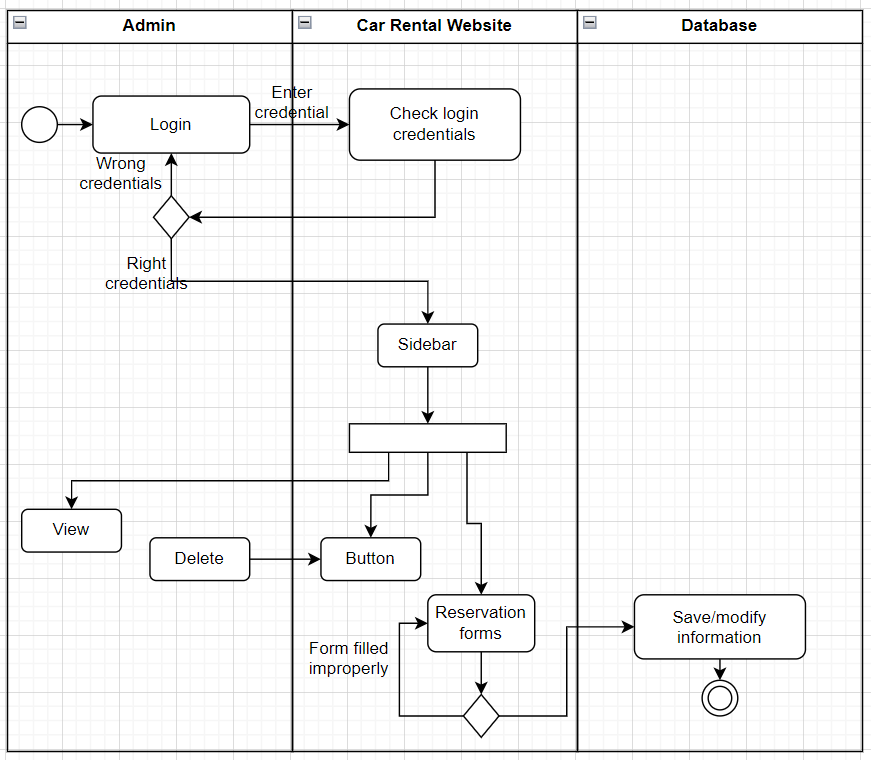 Admin
Car Rental Website
Database
Login
Enter
credential
Check login
credentials
Wrong
credentials
Right
credentials
Sidebar
View
Delete
Button
Reservation
forms
Form filled
improperly
Save/modify
information